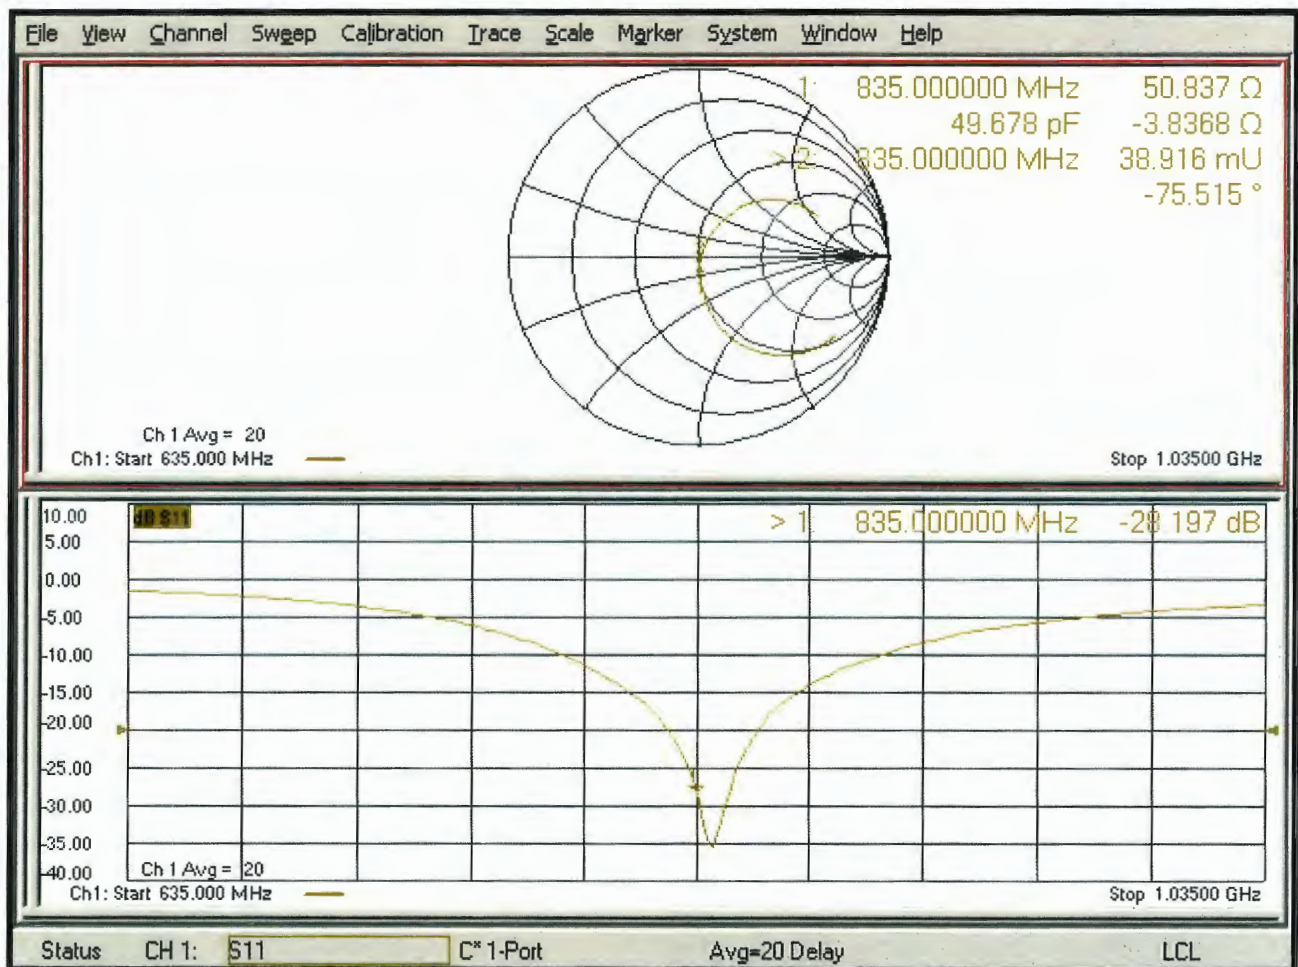 File View Channel Sweep Calibration Trace Scale Marker System Window Help
1: 835.000000 MHz 50.837 Ω
49.678 pF -3.8368 Ω
> 2: 835.000000 MHz 38.916 mU
-75.515 °
Ch 1 Avg = 20
Ch1: Start 635.000 MHz Stop 1.03500 GHz
10.00 dB S11 > 1: 835.000000 MHz -28.197 dB
5.00
0.00
-5.00
-10.00
-15.00
-20.00
-25.00
-30.00
-35.00
-40.00
Ch 1 Avg = 20
Ch1: Start 635.000 MHz Stop 1.03500 GHz
Status CH 1: S11 C* 1-Port Avg=20 Delay LCL